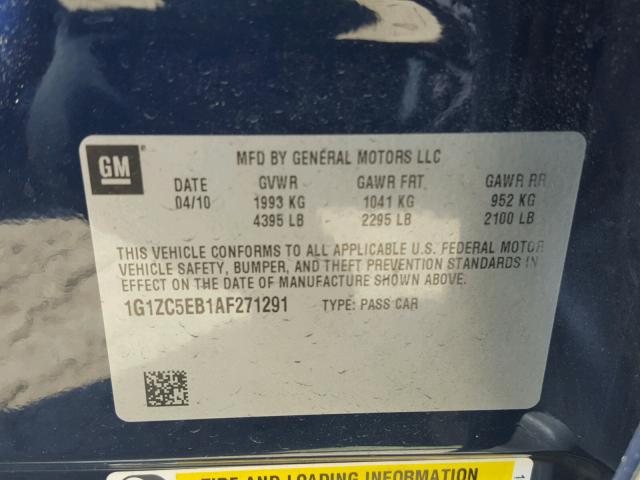 GM
MFD BY GENERAL MOTORS LLC
DATE GVWR GAWR FRT GAWR RR
04/10 1993 KG 1041 KG 952 KG
4395 LB 2295 LB 2100 LB
THIS VEHICLE CONFORMS TO ALL APPLICABLE U.S. FEDERAL MOTOR
VEHICLE SAFETY, BUMPER, AND THEFT PREVENTION STANDARDS IN
EFFECT ON THE DATE OF MANUFACTURE SHOWN ABOVE.
1G1ZC5EB1AF271291 TYPE: PASS CAR
TIRE AND LOADING INFORMATION